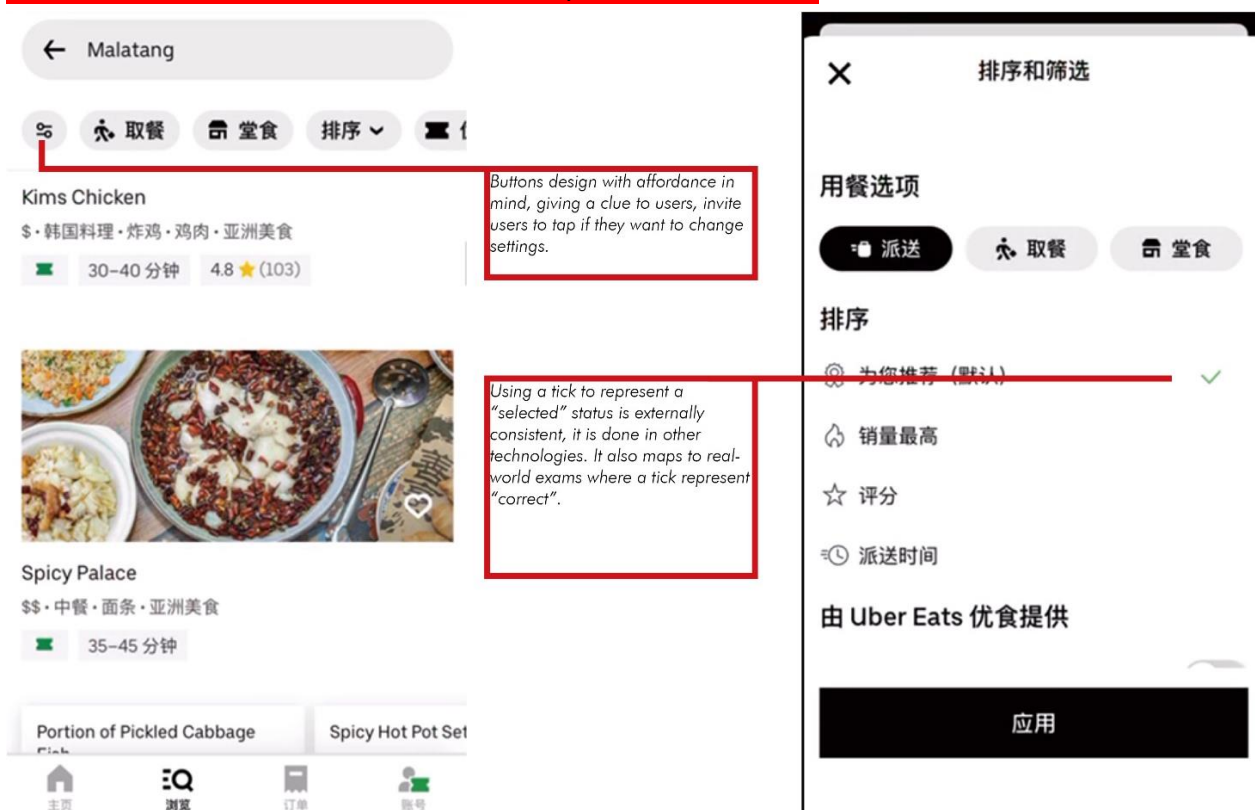 Malatang
取餐
堂食
排序
Kims Chicken
$•韩国料理•炸鸡•鸡肉•亚洲美食
30–40 分钟
4.8 ★ (103)
Spicy Palace
$$•中餐•面条•亚洲美食
35–45 分钟
Portion of Pickled Cabbage
Spicy Hot Pot Set
主页
浏览
订单
账号
Buttons design with affordance in
mind, giving a clue to users, invite
users to tap if they want to change
settings.
Using a tick to represent a
“selected” status is externally
consistent, it is done in other
technologies. It also maps to real-
world exams where a tick represent
“correct”.
排序和筛选
用餐选项
派送
取餐
堂食
排序
为您推荐（默认）
销量最高
评分
派送时间
由 Uber Eats 优食提供
应用